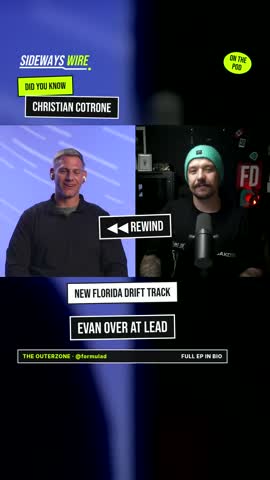 SIDEWAYS WIRE.
ON THE POD
DID YOU KNOW
CHRISTIAN COTRONE
FD
REWIND
NEW FLORIDA DRIFT TRACK
EVAN OVER AT LEAD
THE OUTERZONE - @formulad
FULL EP IN BIO